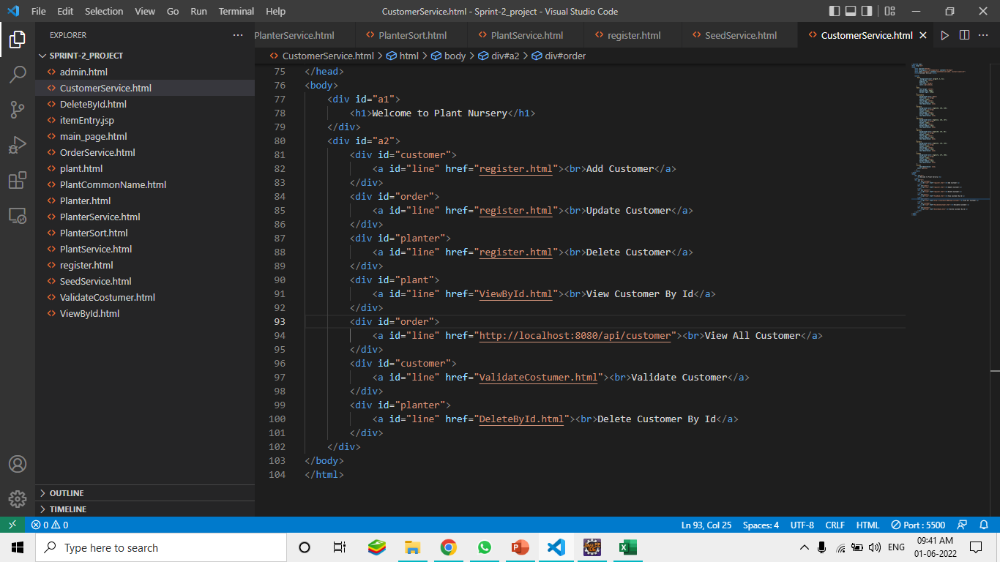 File Edit Selection View Go Run Terminal Help CustomerService.html - Sprint-2_project - Visual Studio Code
EXPLORER
SPRINT-2_PROJECT
admin.html
CustomerService.html
DeleteById.html
itemEntry.jsp
main_page.html
OrderService.html
plant.html
PlantCommonName.html
Planter.html
PlanterService.html
PlanterSort.html
PlantService.html
register.html
SeedService.html
ValidateCostumer.html
ViewById.html
OUTLINE
TIMELINE
PlanterService.html PlanterSort.html PlantService.html register.html SeedService.html CustomerService.html
CustomerService.html > html > body > div#a2 > div#order
75 </head>
76 <body>
77 <div id="a1">
78 <h1>Welcome to Plant Nursery</h1>
79 </div>
80 <div id="a2">
81 <div id="customer">
82 <a id="line" href="register.html"><br>Add Customer</a>
83 </div>
84 <div id="order">
85 <a id="line" href="register.html"><br>Update Customer</a>
86 </div>
87 <div id="planter">
88 <a id="line" href="register.html"><br>Delete Customer</a>
89 </div>
90 <div id="plant">
91 <a id="line" href="ViewById.html"><br>View Customer By Id</a>
92 </div>
93 <div id="order">
94 <a id="line" href="http://localhost:8080/api/customer"><br>View All Customer</a>
95 </div>
96 <div id="customer">
97 <a id="line" href="ValidateCostumer.html"><br>Validate Customer</a>
98 </div>
99 <div id="planter">
100 <a id="line" href="DeleteById.html"><br>Delete Customer By Id</a>
101 </div>
102 </div>
103 </body>
104 </html>
0 0 Ln 93, Col 25 Spaces: 4 UTF-8 CRLF HTML Port : 5500
Type here to search
Java EE
IDE
ENG
09:41 AM
01-06-2022